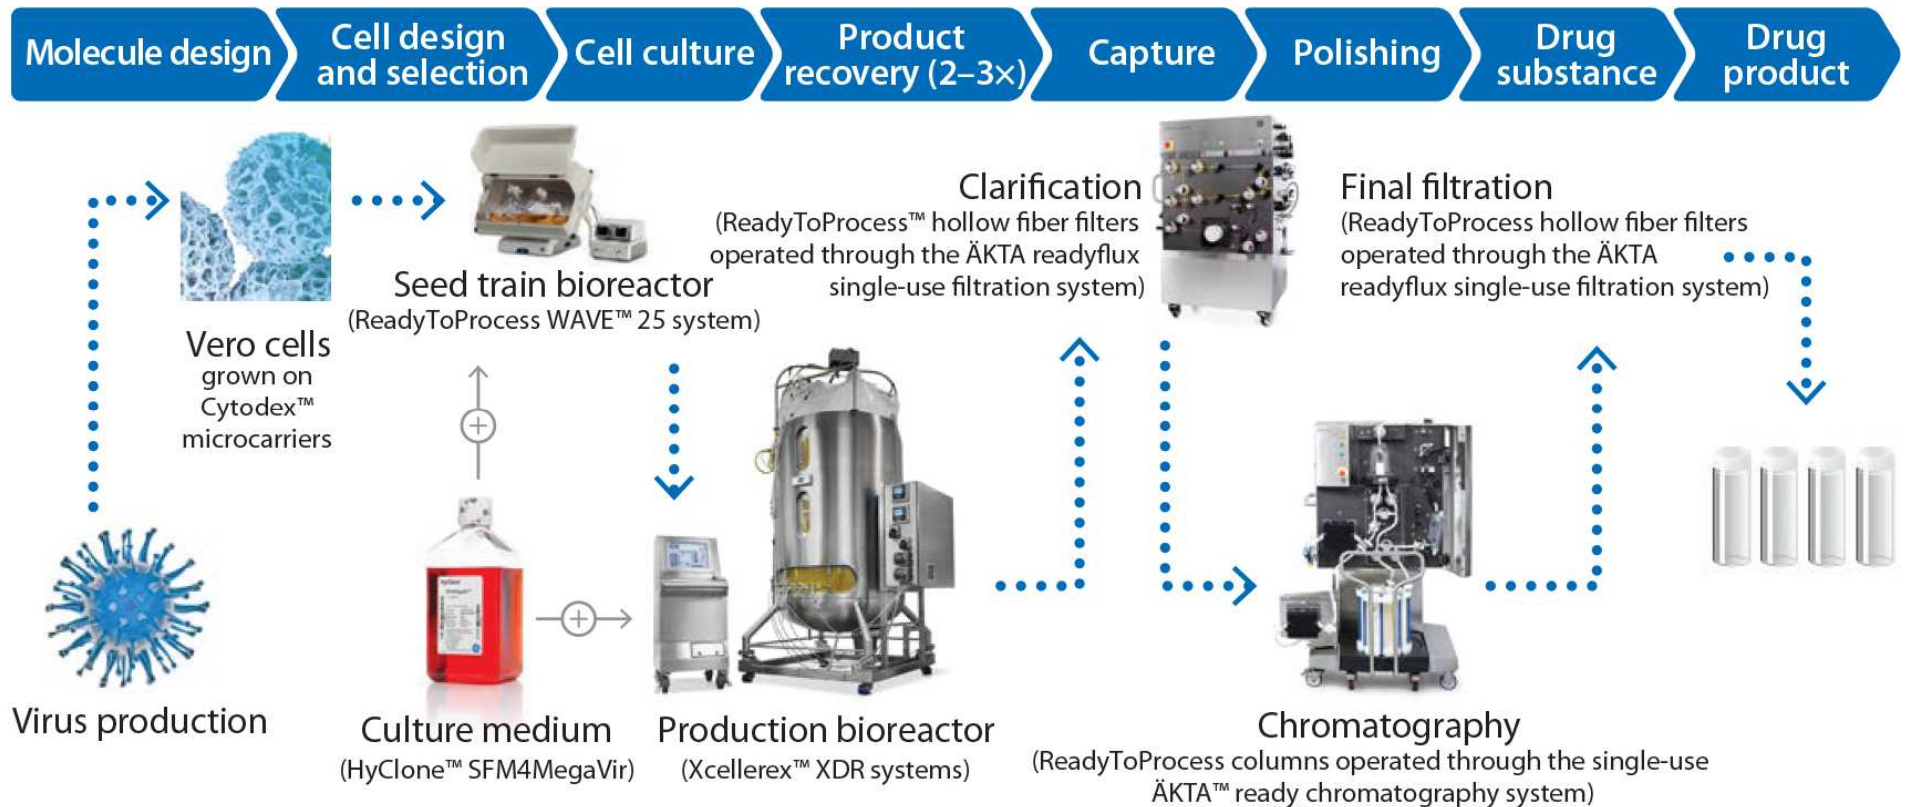 Molecule design
Cell design
and selection
Cell culture
Product
recovery (2–3×)
Capture
Polishing
Drug
substance
Drug
product
Vero cells
grown on
Cytodex™
microcarriers
Seed train bioreactor
(ReadyToProcess WAVE™ 25 system)
Clarification
(ReadyToProcess™ hollow fiber filters
operated through the ÄKTA readyflux
single-use filtration system)
Final filtration
(ReadyToProcess hollow fiber filters
operated through the ÄKTA
readyflux single-use filtration system)
Virus production
Culture medium
(HyClone™ SFM4MegaVir)
Production bioreactor
(Xcellerex™ XDR systems)
Chromatography
(ReadyToProcess columns operated through the single-use
ÄKTA™ ready chromatography system)